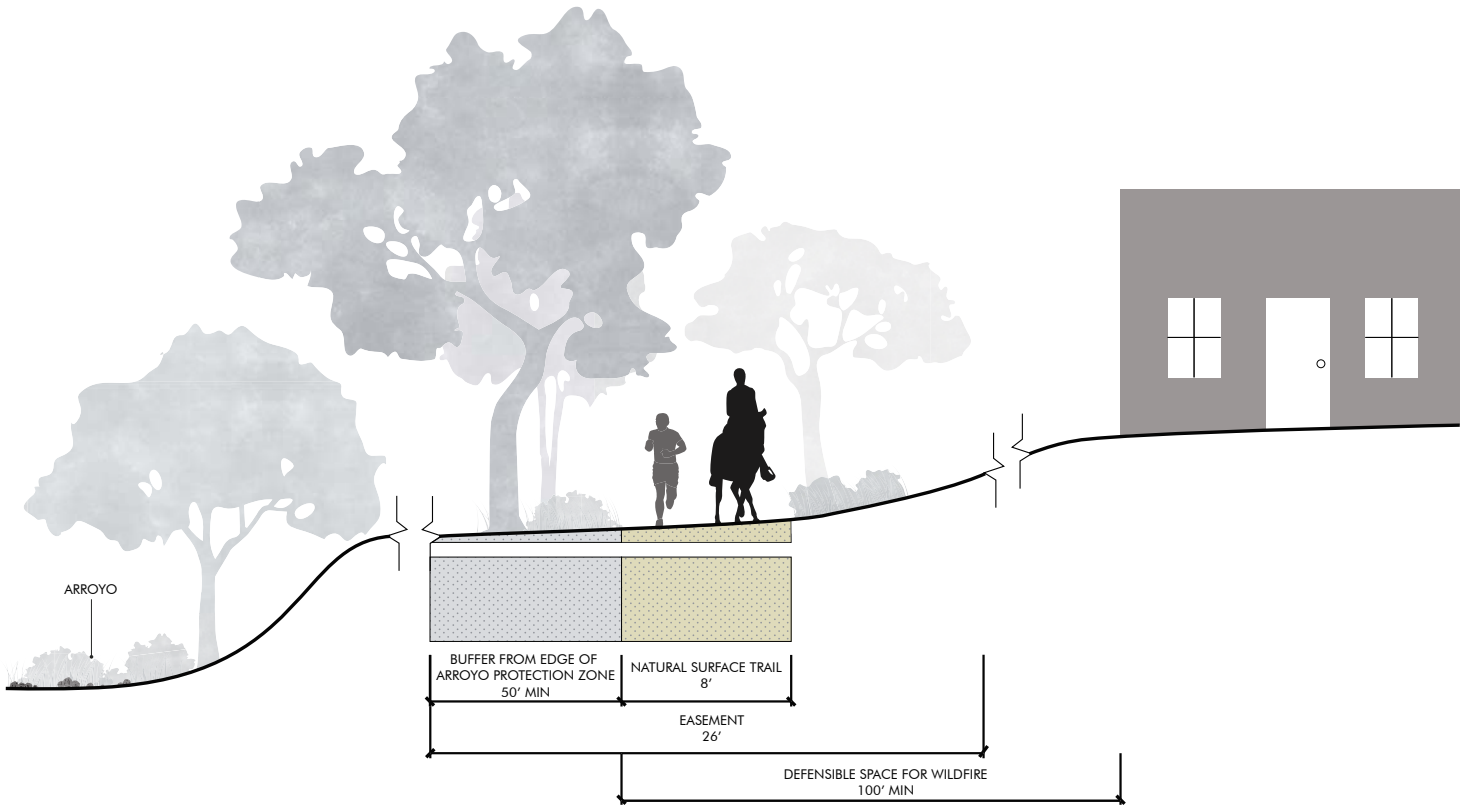 ARROYO
BUFFER FROM EDGE OF
ARROYO PROTECTION ZONE
50’ MIN
NATURAL SURFACE TRAIL
8’
EASEMENT
26’
DEFENSIBLE SPACE FOR WILDFIRE
100’ MIN